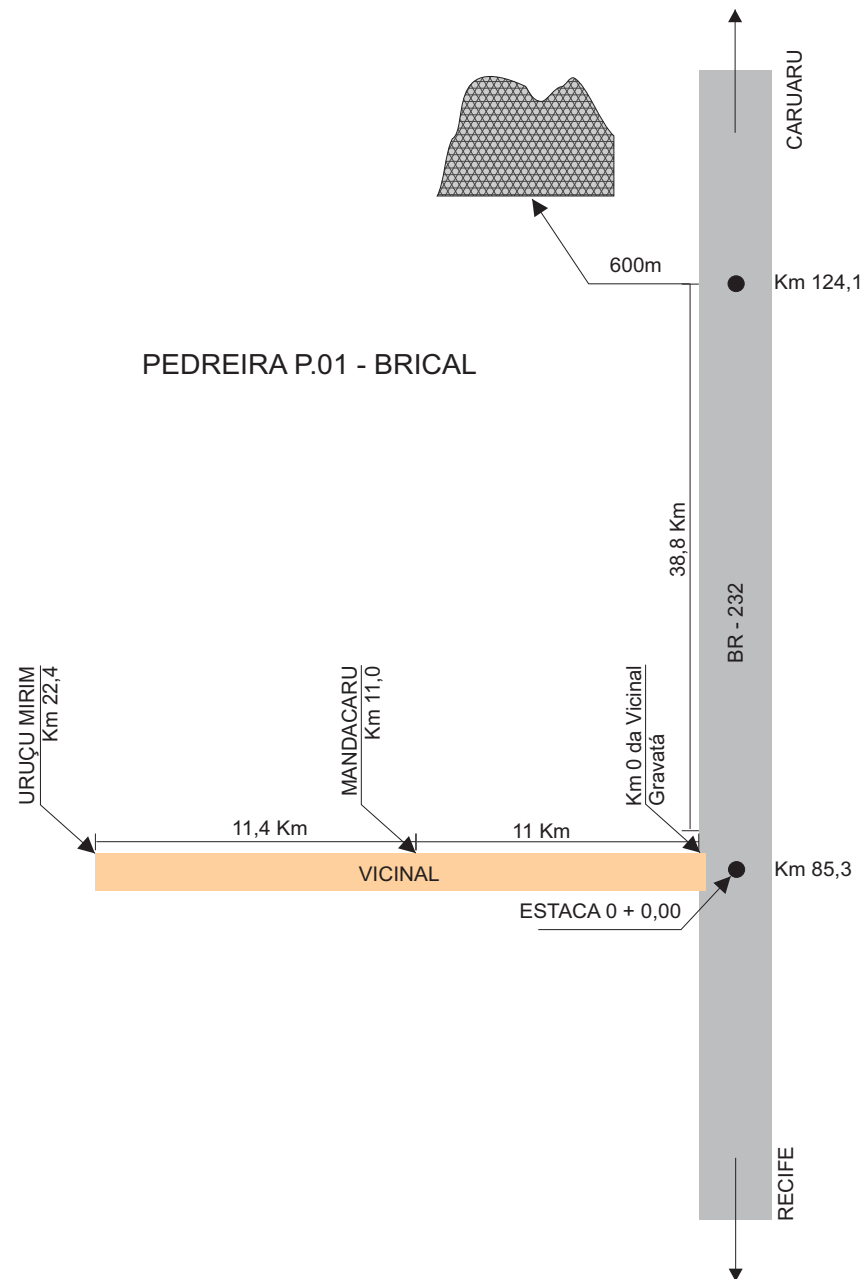 CARUARU
600m
Km 124,1
PEDREIRA P.01 - BRICAL
38,8 Km
BR - 232
URUÇU MIRIM
Km 22,4
MANDACARU
Km 11,0
Km 0 da Vicinal
Gravatá
11,4 Km
11 Km
VICINAL
Km 85,3
ESTACA 0 + 0,00
RECIFE